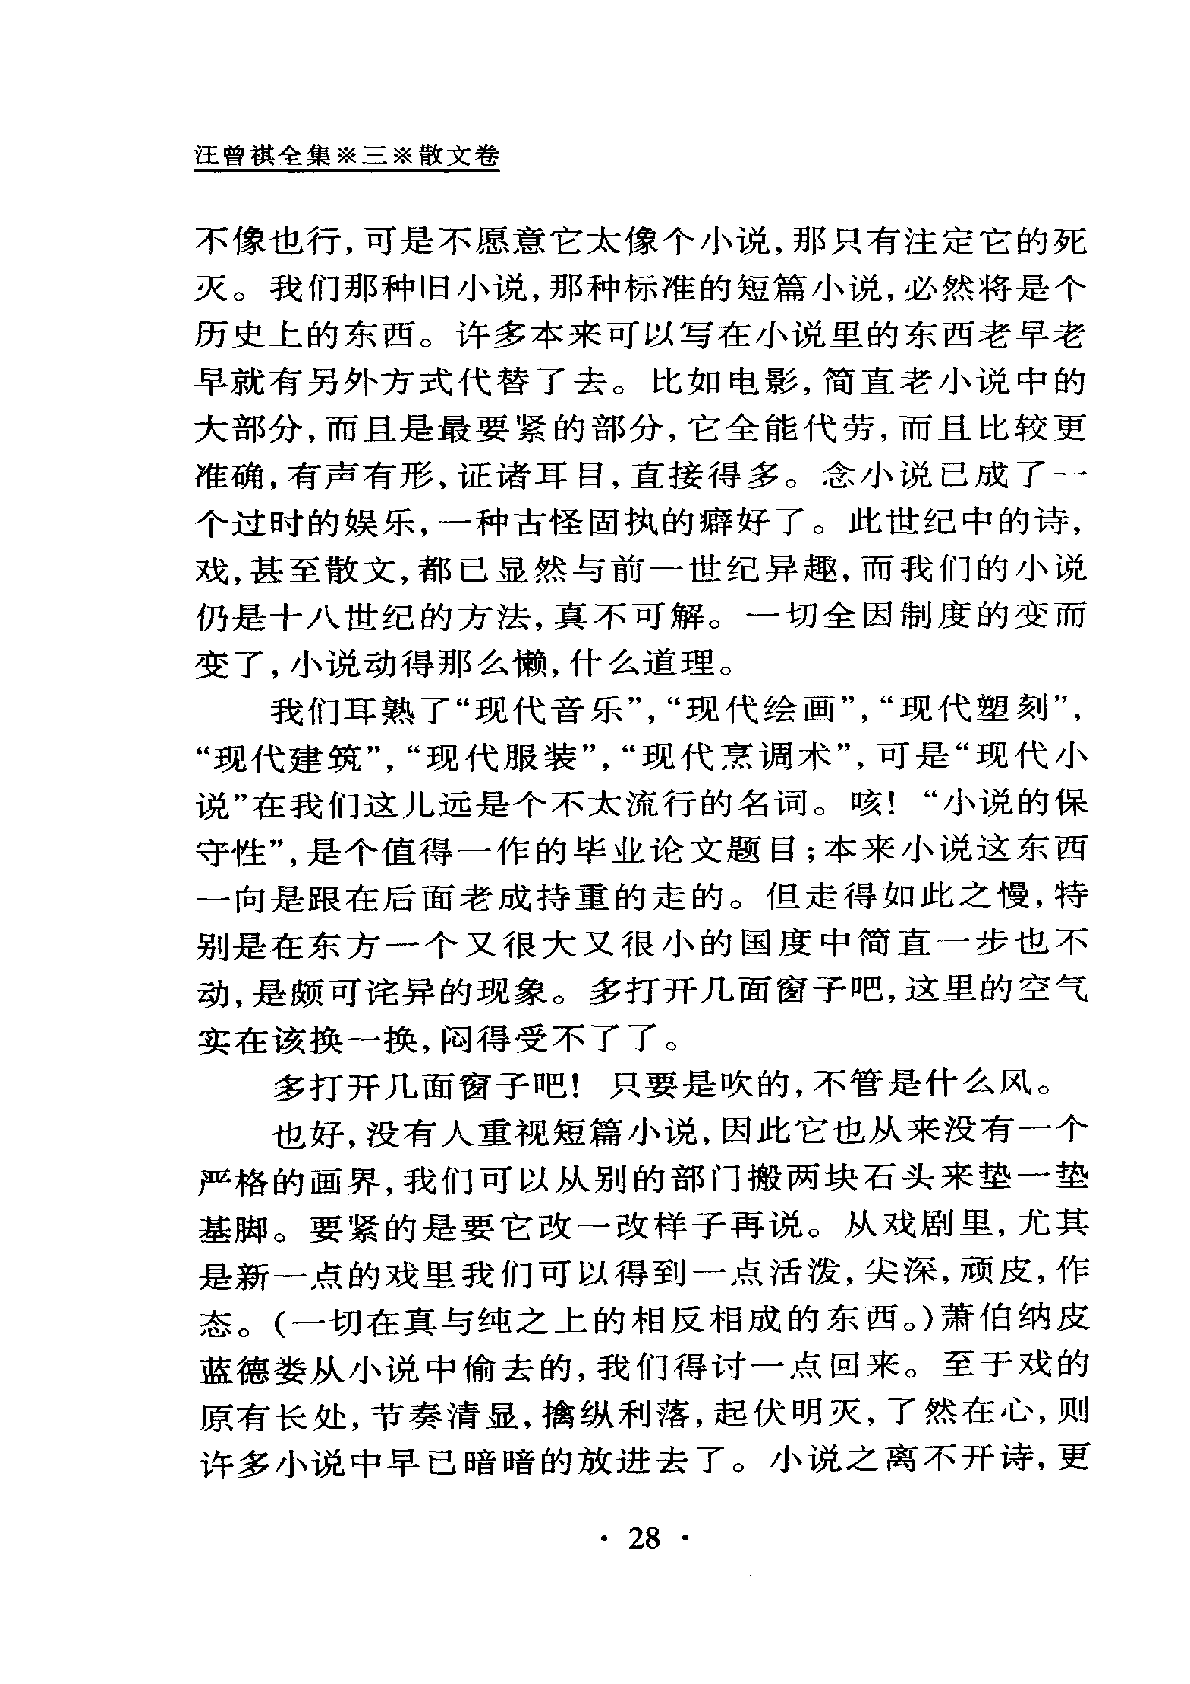 汪曾祺全集※三※散文卷
不像也行,可是不愿意它太像个小说,那只有注定它的死
灭。我们那种旧小说,那种标准的短篇小说,必然将是个
历史上的东西。许多本来可以写在小说里的东西老早老
早就有另外方式代替了去。比如电影,简直老小说中的
大部分,而且是最要紧的部分,它全能代劳,而且比较更
准确,有声有形、证诸耳目,直接得多。念小说已成了一
个过时的娱乐,一种古怪固执的癖好了。此世纪中的诗,
戏,甚至散文,都已显然与前一世纪异趣,而我们的小说
仍是十八世纪的方法,真不可解。一切全因制度的变而
变了,小说动得那么懒,什么道理。
我们耳熟了“现代音乐”,“现代绘画”,“现代塑刻”,
“现代建筑”,“现代服装”,“现代烹调术”,可是“现代小
说”在我们这儿远是个不太流行的名词。咳!“小说的保
守性”,是个值得一作的毕业论文题目;本来小说这东西
一向是跟在后面老成持重的走的。但走得如此之慢,特
别是在东方一个又很大又很小的国度中简直一步也不
动,是颇可诧异的现象。多打开几面窗子吧,这里的空气
实在该换一换,闷得受不了了。
多打开几面窗子吧!只要是吹的,不管是什么风。
也好,没有人重视短篇小说,因此它也从来没有一个
严格的画界,我们可以从别的部门搬两块石头来垫一垫
基脚。要紧的是要它改一改样子再说。从戏剧里,尤其
是新一点的戏里我们可以得到一点活泼,尖深,顽皮,作
态。(一切在真与纯之上的相反相成的东西。)萧伯纳皮
蓝德娄从小说中偷去的,我们得讨一点回来。至于戏的
原有长处,节奏清显,擒纵利落,起伏明灭,了然在心,则
许多小说中早已暗暗的放进去了。小说之离不开诗,更
· 28 ·